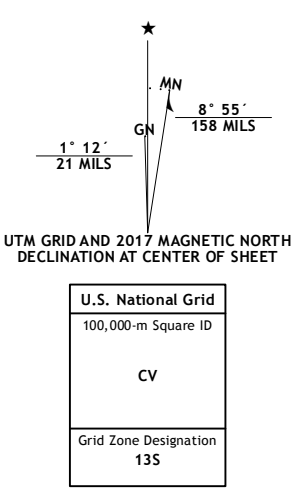 ★
MN
GN
8° 55´
158 MILS
1° 12´
21 MILS
UTM GRID AND 2017 MAGNETIC NORTH
DECLINATION AT CENTER OF SHEET
U.S. National Grid
100,000-m Square ID
CV
Grid Zone Designation
13S